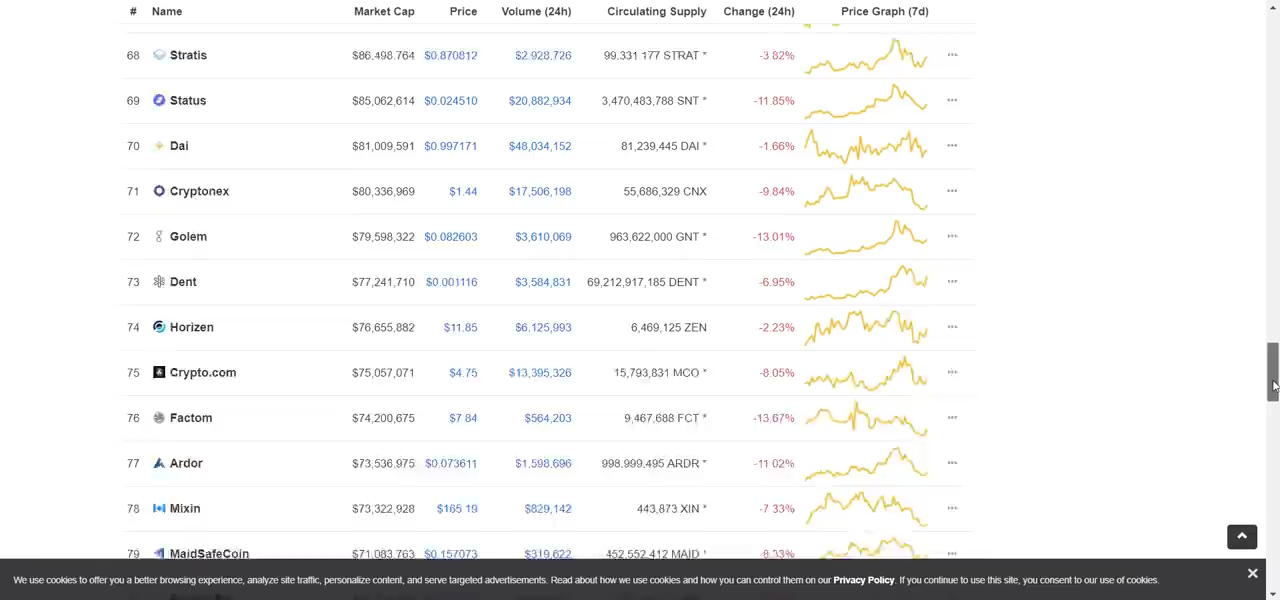 # Name Market Cap Price Volume (24h) Circulating Supply Change (24h) Price Graph (7d)
68 Stratis $86,498,764 $0.870812 $2,928,726 99,331,177 STRAT * -3.82%
69 Status $85,062,614 $0.024510 $20,882,934 3,470,483,788 SNT * -11.85%
70 Dai $81,009,591 $0.997171 $48,034,152 81,239,445 DAI * -1.66%
71 Cryptonex $80,336,969 $1.44 $17,506,198 55,686,329 CNX -9.84%
72 Golem $79,598,322 $0.082603 $3,610,069 963,622,000 GNT * -13.01%
73 Dent $77,241,710 $0.001116 $3,584,831 69,212,917,185 DENT * -6.95%
74 Horizen $76,655,882 $11.85 $6,125,993 6,469,125 ZEN -2.23%
75 Crypto.com $75,057,071 $4.75 $13,395,326 15,793,831 MCO * -8.05%
76 Factom $74,200,675 $7.84 $564,203 9,467,688 FCT * -13.67%
77 Ardor $73,536,975 $0.073611 $1,598,696 998,999,495 ARDR * -11.02%
78 Mixin $73,322,928 $165.19 $829,142 443,873 XIN * -7.33%
79 MaidSafeCoin $71,083,763 $0.157073 $319,622 452,552,412 MAID *
We use cookies to offer you a better browsing experience, analyze site traffic, personalize content, and serve targeted advertisements. Read about how we use cookies and how you can control them on our Privacy Policy. If you continue to use this site, you consent to our use of cookies.